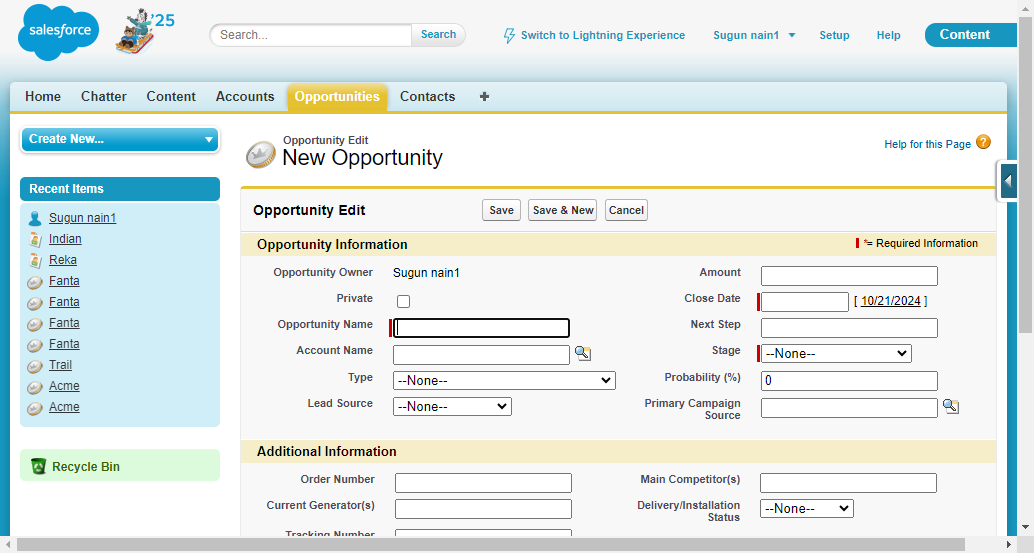 salesforce
'25
Search...
Search
Switch to Lightning Experience
Sugun nain1
Setup
Help
Content
Home
Chatter
Content
Accounts
Opportunities
Contacts
+
Create New...
Recent Items
Sugun nain1
Indian
Reka
Fanta
Fanta
Fanta
Fanta
Trail
Acme
Acme
Recycle Bin
Opportunity Edit
New Opportunity
Help for this Page ?
Opportunity Edit
Save
Save & New
Cancel
Opportunity Information
*= Required Information
Opportunity Owner
Sugun nain1
Amount
Private
Close Date
[ 10/21/2024 ]
Opportunity Name
Next Step
Account Name
Stage
--None--
Type
--None--
Probability (%)
0
Lead Source
--None--
Primary Campaign
Source
Additional Information
Order Number
Main Competitor(s)
Current Generator(s)
Delivery/Installation
Status
--None--
Tracking Number